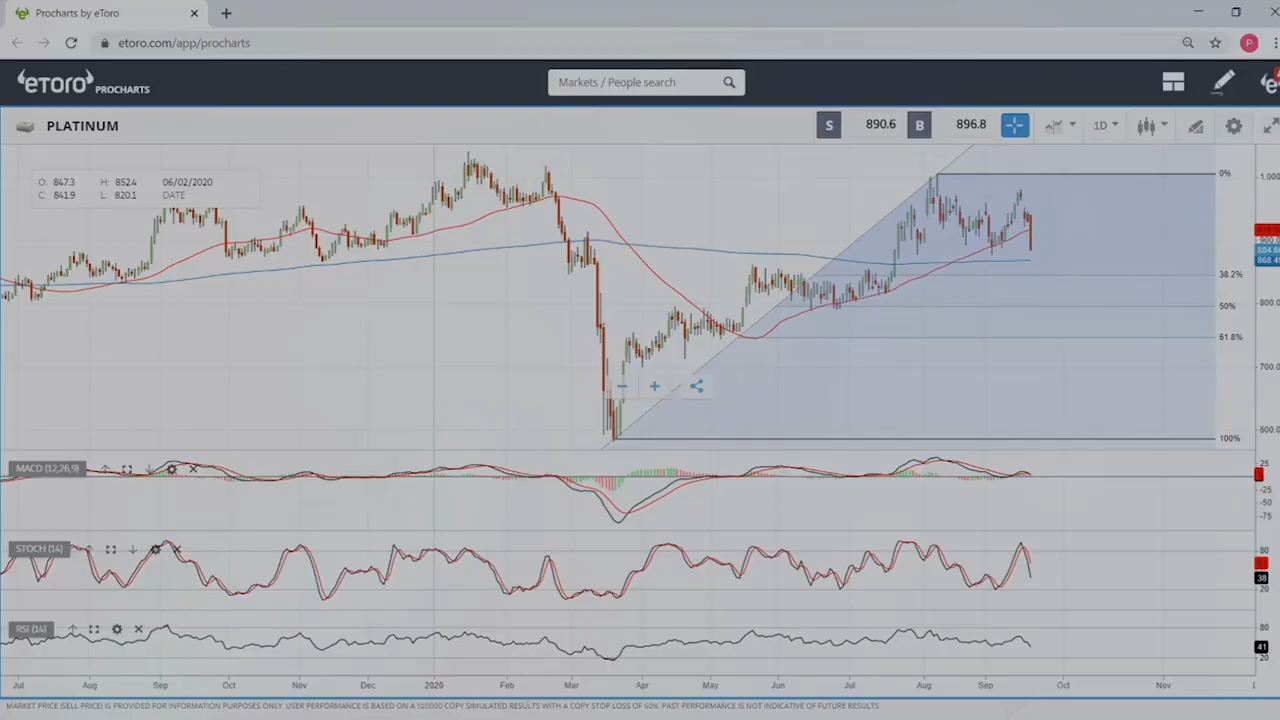 Procharts by eToro
etoro.com/app/procharts
P
eToro PROCHARTS
Markets / People search
PLATINUM
S 890.6 B 896.8 1D
O: 847.3 H: 852.4 06/02/2020
C: 841.9 L: 820.1 DATE
0%
38.2%
50%
61.8%
100%
800.0
700.0
MACD (12,26,9)
25
-25
-50
-75
STOCH (14)
80
38
20
RSI (14)
80
41
20
Jul Aug Sep Oct Nov Dec 2020 Feb Mar Apr May Jun Jul Aug Sep Oct Nov
MARKET PRICE (SELL PRICE) IS PROVIDED FOR INFORMATION PURPOSES ONLY. USER PERFORMANCE IS BASED ON A $10000 COPY SIMULATED RESULTS WITH A COPY STOP LOSS OF 60%. PAST PERFORMANCE IS NOT INDICATIVE OF FUTURE RESULTS